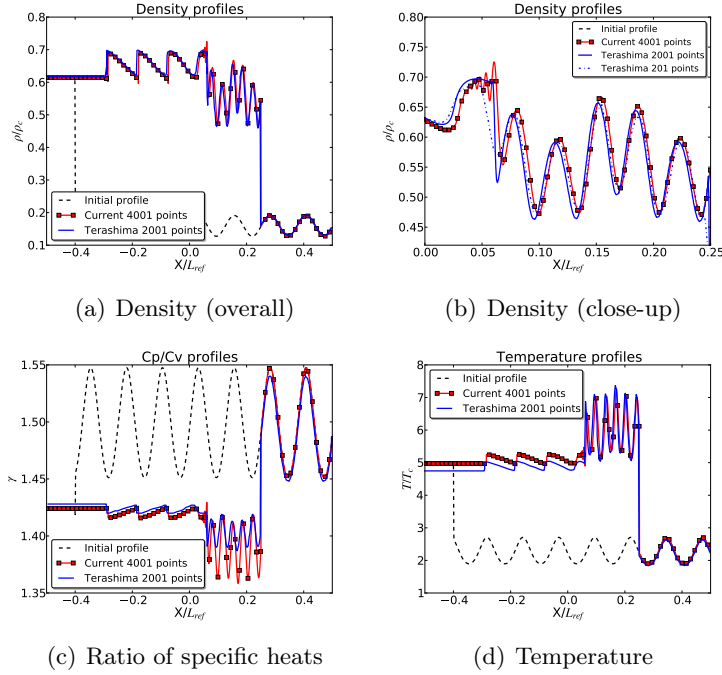 Density profiles
0.8
0.7
0.6
0.5
0.4
0.3
0.2
0.1
ρ/ρc
Initial profile
Current 4001 points
Terashima 2001 points
−0.4 −0.2 0.0 0.2 0.4
X/Lref
(a) Density (overall)
Density profiles
0.80
0.75
0.70
0.65
0.60
0.55
0.50
0.45
ρ/ρc
Initial profile
Current 4001 points
Terashima 2001 points
Terashima 201 points
0.00 0.05 0.10 0.15 0.20 0.25
X/Lref
(b) Density (close-up)
Cp/Cv profiles
1.55
1.50
1.45
1.40
1.35
γ
Initial profile
Current 4001 points
Terashima 2001 points
−0.4 −0.2 0.0 0.2 0.4
X/Lref
(c) Ratio of specific heats
Temperature profiles
8
7
6
5
4
3
2
1
T/Tc
Initial profile
Current 4001 points
Terashima 2001 points
−0.4 −0.2 0.0 0.2 0.4
X/Lref
(d) Temperature